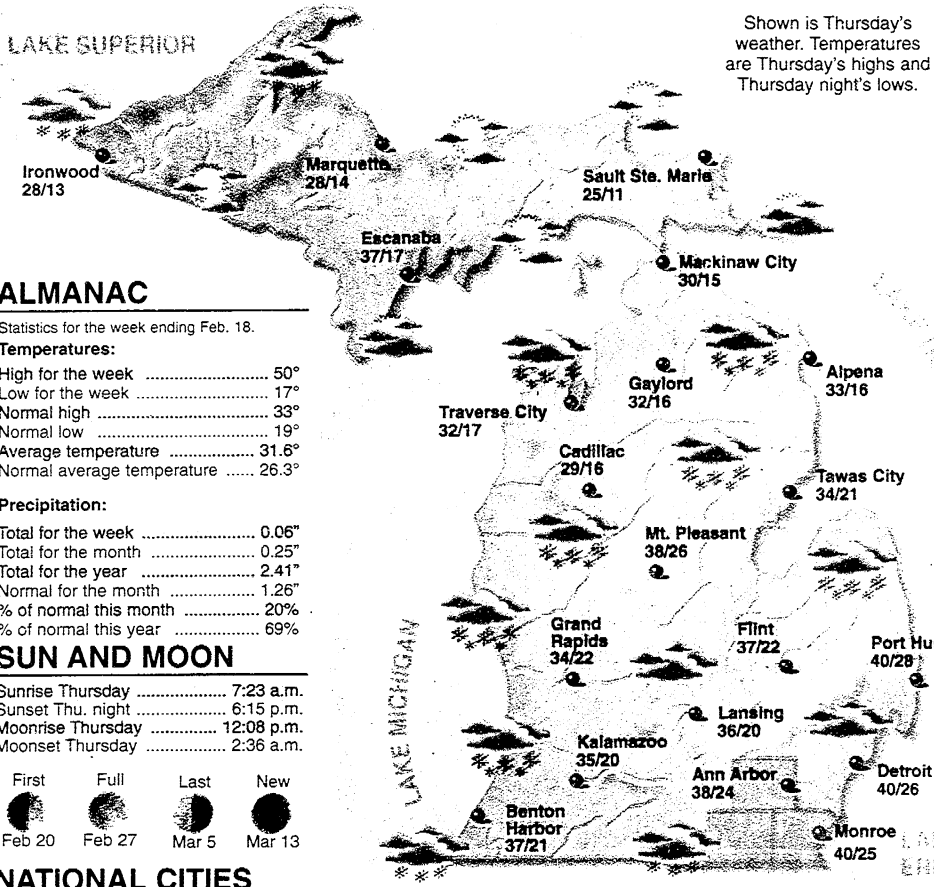 LAKE SUPERIOR
Shown is Thursday's
weather. Temperatures
are Thursday's highs and
Thursday night's lows.
Ironwood
28/13
Marquette
28/14
Sault Ste. Marie
25/11
Escanaba
37/17
Mackinaw City
30/15
Traverse City
32/17
Gaylord
32/16
Alpena
33/16
Cadillac
29/16
Tawas City
34/21
Mt. Pleasant
38/26
Grand
Rapids
34/22
Flint
37/22
Port Hu
40/28
LAKE MICHIGAN
Lansing
36/20
Kalamazoo
35/20
Ann Arbor
38/24
Detroit
40/26
Benton
Harbor
37/21
Monroe
40/25
ALMANAC
Statistics for the week ending Feb. 18.
Temperatures:
High for the week ..................... 50°
Low for the week ...................... 17°
Normal high ............................. 33°
Normal low .............................. 19°
Average temperature ................ 31.6°
Normal average temperature ...... 26.3°
Precipitation:
Total for the week ................... 0.06"
Total for the month .................. 0.25"
Total for the year .................... 2.41"
Normal for the month ................ 1.26"
% of normal this month .............. 20%
% of normal this year ................ 69%
SUN AND MOON
Sunrise Thursday ................ 7:23 a.m.
Sunset Thu. night ............... 6:15 p.m.
Moonrise Thursday ............. 12:08 p.m.
Moonset Thursday .............. 2:36 a.m.
First Full Last New
Feb 20 Feb 27 Mar 5 Mar 13
NATIONAL CITIES